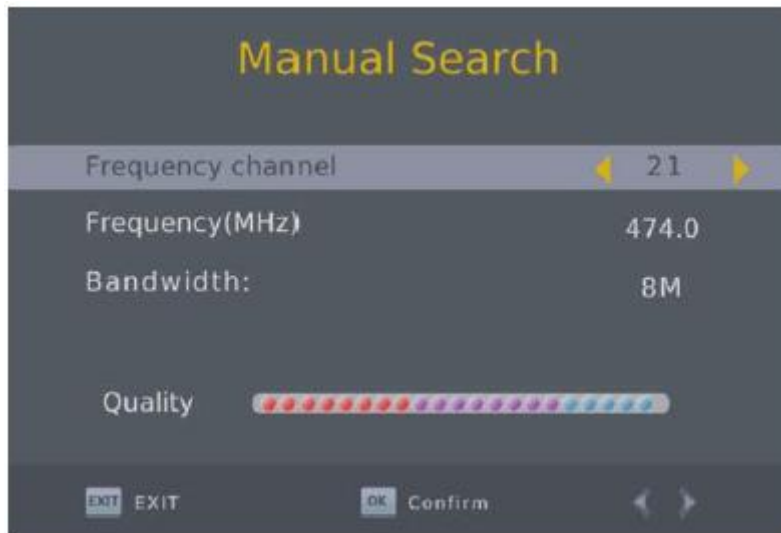 Manual Search
Frequency channel 21
Frequency(MHz) 474.0
Bandwidth: 8M
Quality
EXIT EXIT OK Confirm